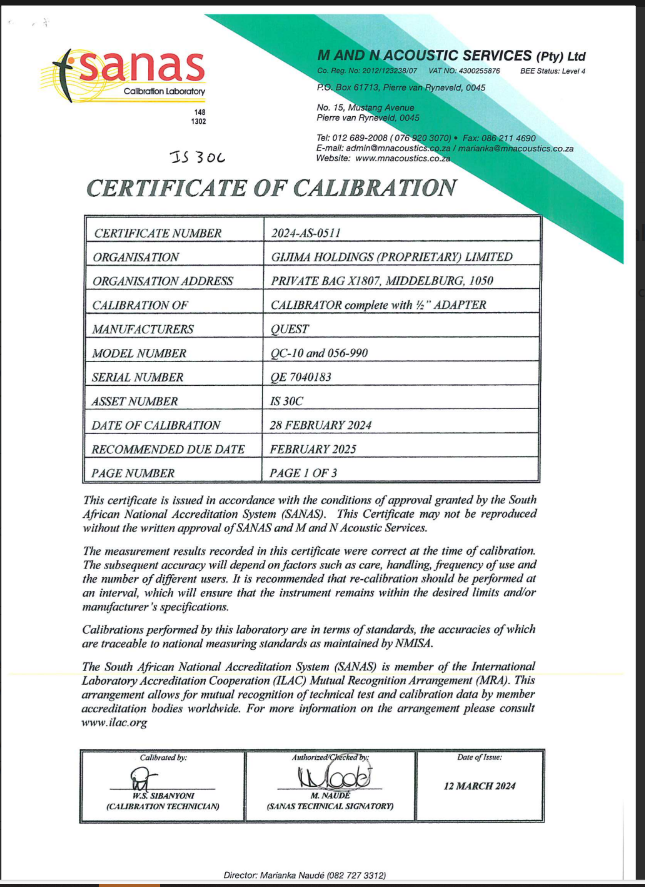 sanas
Calibration Laboratory
148
1302
M AND N ACOUSTIC SERVICES (Pty) Ltd
Co. Reg. No: 2012/123238/07 VAT NO: 4300255876 BEE Status: Level 4
P.O. Box 61713, Pierre van Ryneveld, 0045
No. 15, Mustang Avenue
Pierre van Ryneveld, 0045
Tel: 012 689-2008 (076 920 3070) • Fax: 086 211 4690
E-mail: admin@mnacoustics.co.za / marianka@mnacoustics.co.za
Website: www.mnacoustics.co.za
IS 30C
CERTIFICATE OF CALIBRATION
CERTIFICATE NUMBER 2024-AS-0511
ORGANISATION GIJIMA HOLDINGS (PROPRIETARY) LIMITED
ORGANISATION ADDRESS PRIVATE BAG X1807, MIDDELBURG, 1050
CALIBRATION OF CALIBRATOR complete with ½" ADAPTER
MANUFACTURERS QUEST
MODEL NUMBER QC-10 and 056-990
SERIAL NUMBER QE 7040183
ASSET NUMBER IS 30C
DATE OF CALIBRATION 28 FEBRUARY 2024
RECOMMENDED DUE DATE FEBRUARY 2025
PAGE NUMBER PAGE 1 OF 3
This certificate is issued in accordance with the conditions of approval granted by the South
African National Accreditation System (SANAS). This Certificate may not be reproduced
without the written approval of SANAS and M and N Acoustic Services.
The measurement results recorded in this certificate were correct at the time of calibration.
The subsequent accuracy will depend on factors such as care, handling, frequency of use and
the number of different users. It is recommended that re-calibration should be performed at
an interval, which will ensure that the instrument remains within the desired limits and/or
manufacturer's specifications.
Calibrations performed by this laboratory are in terms of standards, the accuracies of which
are traceable to national measuring standards as maintained by NMISA.
The South African National Accreditation System (SANAS) is member of the International
Laboratory Accreditation Cooperation (ILAC) Mutual Recognition Arrangement (MRA). This
arrangement allows for mutual recognition of technical test and calibration data by member
accreditation bodies worldwide. For more information on the arrangement please consult
www.ilac.org
Calibrated by: Authorized/Checked by: Date of Issue:
W.S. SIBANYONI M. NAUDÉ 12 MARCH 2024
(CALIBRATION TECHNICIAN) (SANAS TECHNICAL SIGNATORY)
Director: Marianka Naudé (082 727 3312)